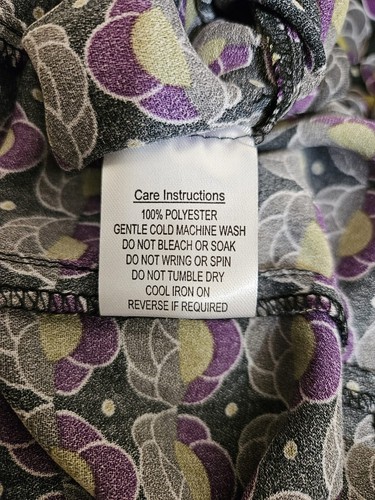 Care Instructions
100% POLYESTER
GENTLE COLD MACHINE WASH
DO NOT BLEACH OR SOAK
DO NOT WRING OR SPIN
DO NOT TUMBLE DRY
COOL IRON ON
REVERSE IF REQUIRED